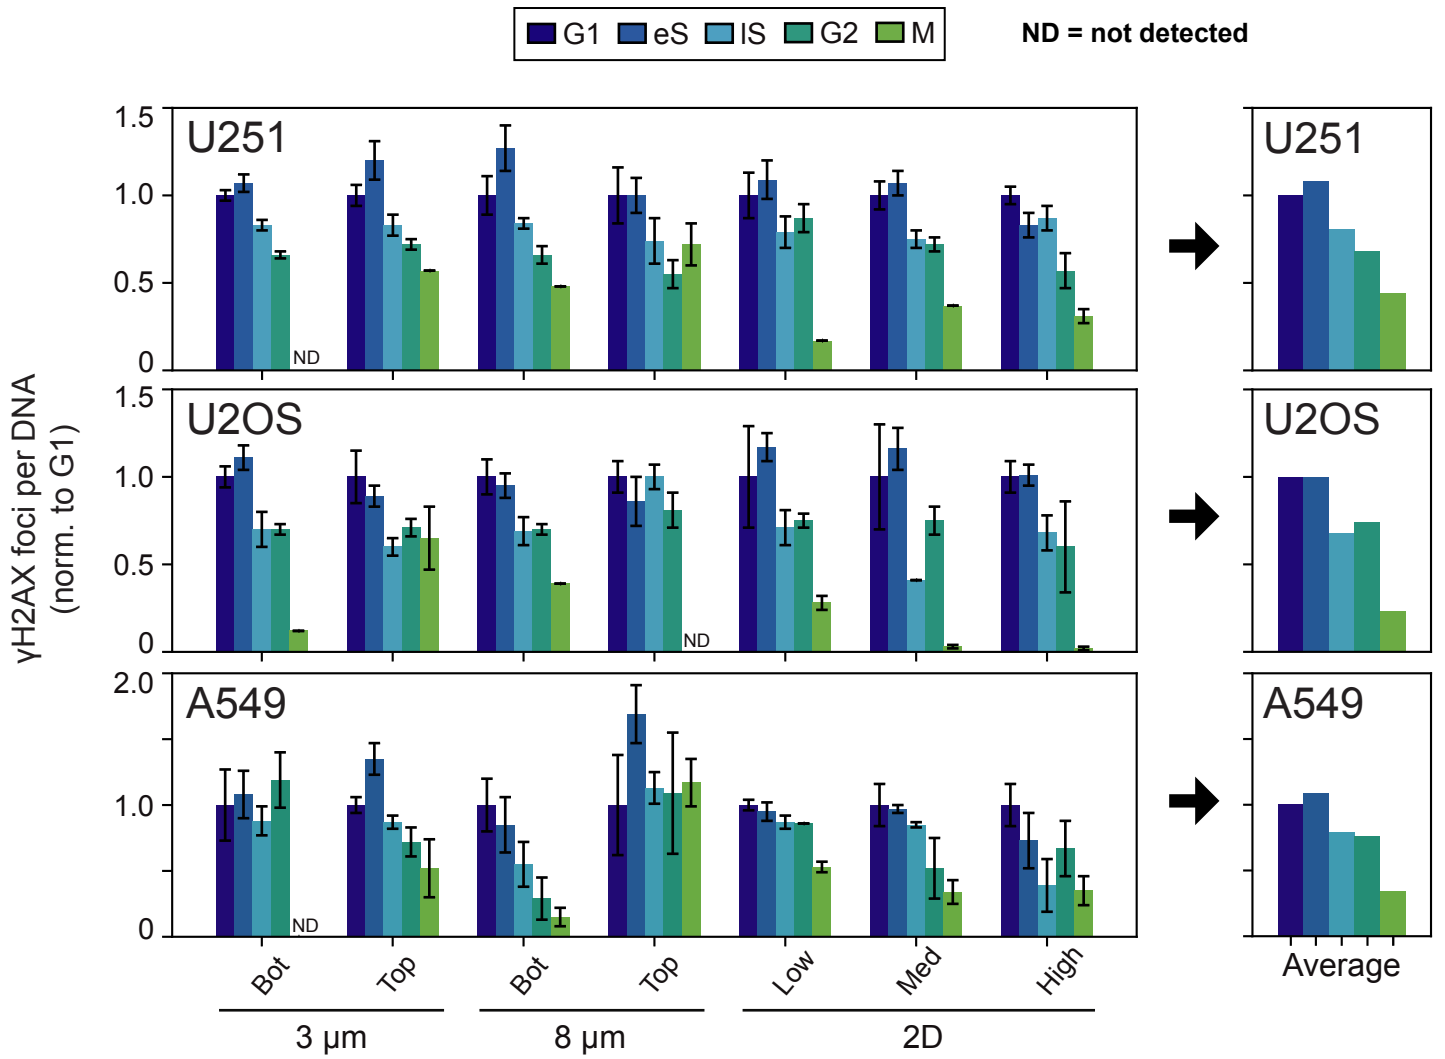 G1 eS lS G2 M
ND = not detected
γH2AX foci per DNA
(norm. to G1)
1.5
1.0
0.5
0
U251
ND
U251
1.5
1.0
0.5
0
U2OS
ND
U2OS
2.0
1.0
0
A549
ND
A549
Bot Top Bot Top Low Med High
Average
3 μm 8 μm 2D